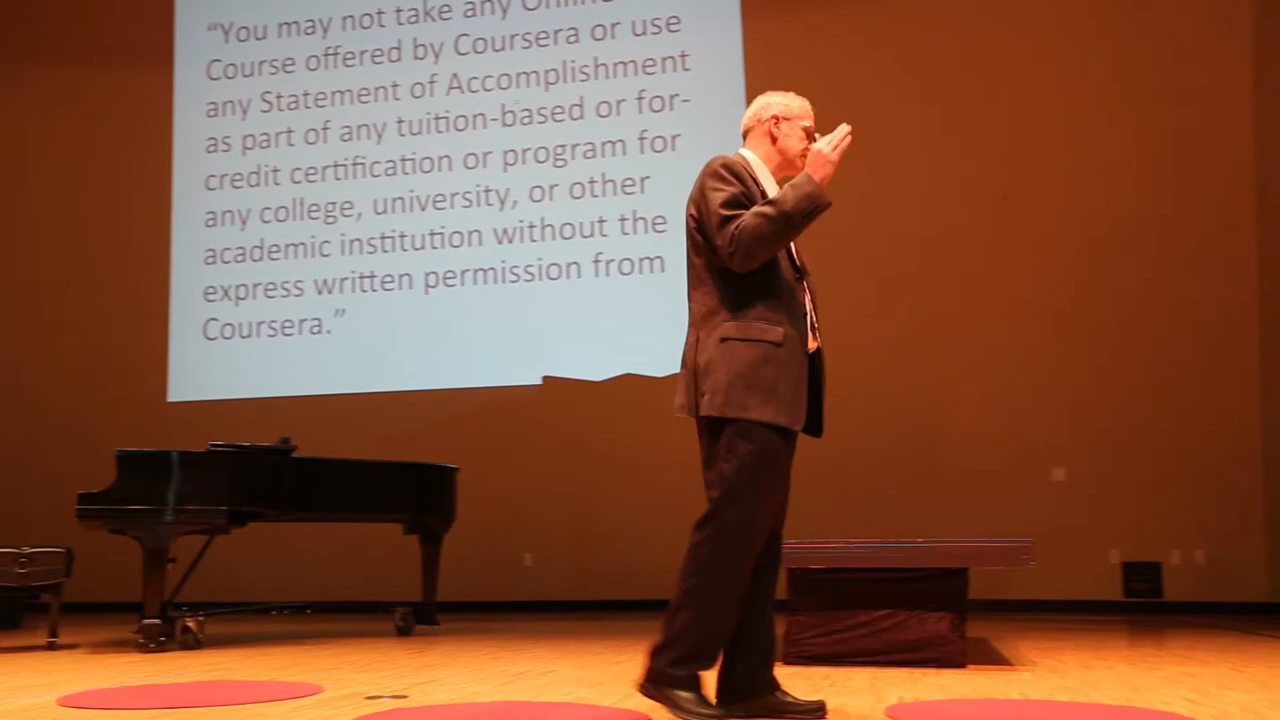 “You may not take any Online
Course offered by Coursera or use
any Statement of Accomplishment
as part of any tuition-based or for-
credit certification or program for
any college, university, or other
academic institution without the
express written permission from
Coursera.”